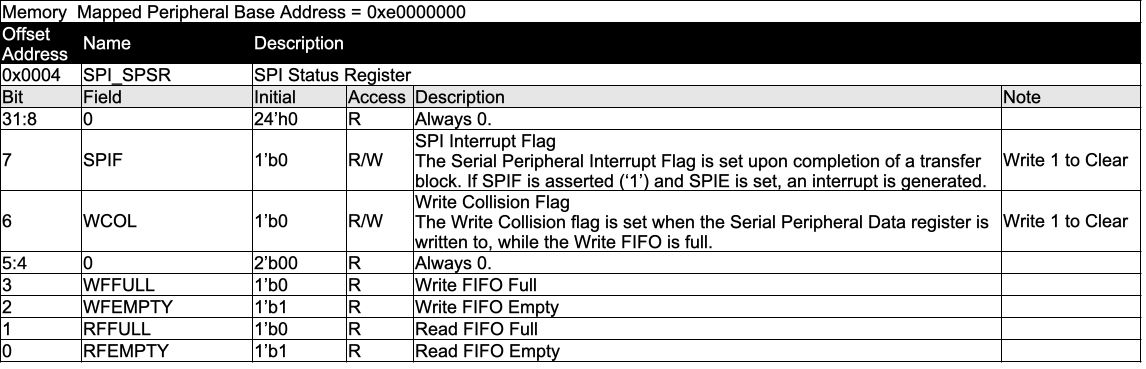 Memory  Mapped Peripheral Base Address = 0xe0000000
Offset Address Name Description
0x0004 SPI_SPSR SPI Status Register
Bit Field Initial Access Description Note
31:8 0 24’h0 R Always 0.
7 SPIF 1’b0 R/W SPI Interrupt Flag
The Serial Peripheral Interrupt Flag is set upon completion of a transfer
block. If SPIF is asserted (‘1’) and SPIE is set, an interrupt is generated. Write 1 to Clear
6 WCOL 1’b0 R/W Write Collision Flag
The Write Collision flag is set when the Serial Peripheral Data register is
written to, while the Write FIFO is full. Write 1 to Clear
5:4 0 2’b00 R Always 0.
3 WFFULL 1’b0 R Write FIFO Full
2 WFEMPTY 1’b1 R Write FIFO Empty
1 RFFULL 1’b0 R Read FIFO Full
0 RFEMPTY 1’b1 R Read FIFO Empty